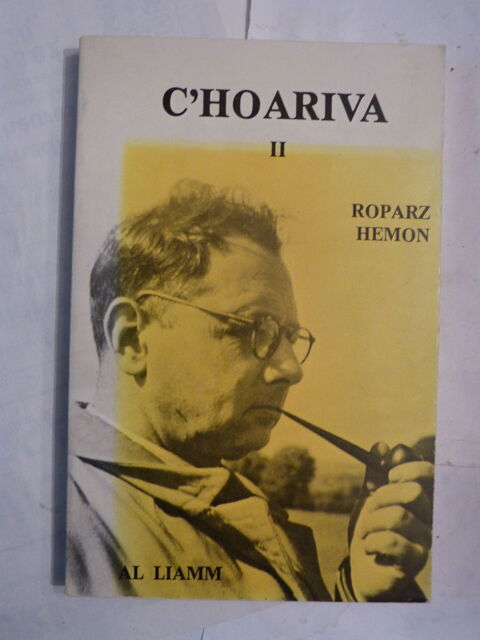 C'HOARIVA
II
ROPARZ
HEMON
AL LIAMM